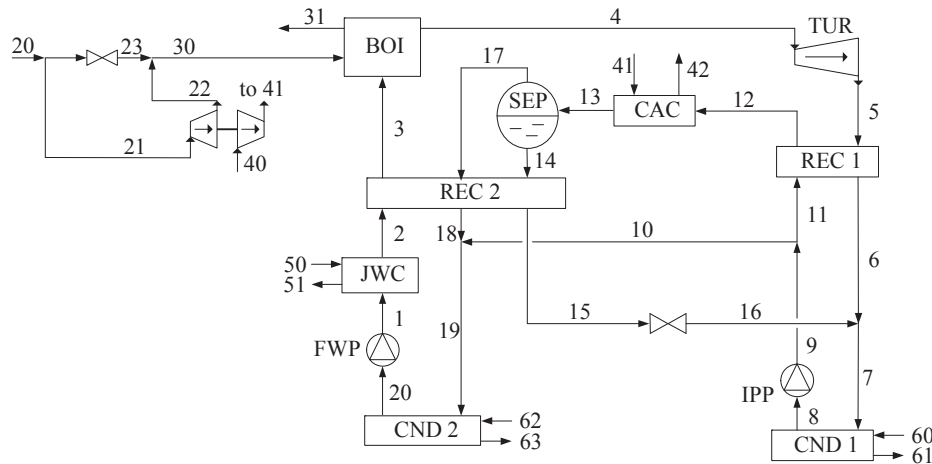 31
4
TUR
20
23
30
BOI
17
41
42
22
to 41
SEP
13
CAC
12
5
3
21
40
14
REC 1
REC 2
11
2
18
10
6
50
JWC
51
15
16
1
19
9
FWP
7
IPP
20
8
62
CND 2
63
60
CND 1
61